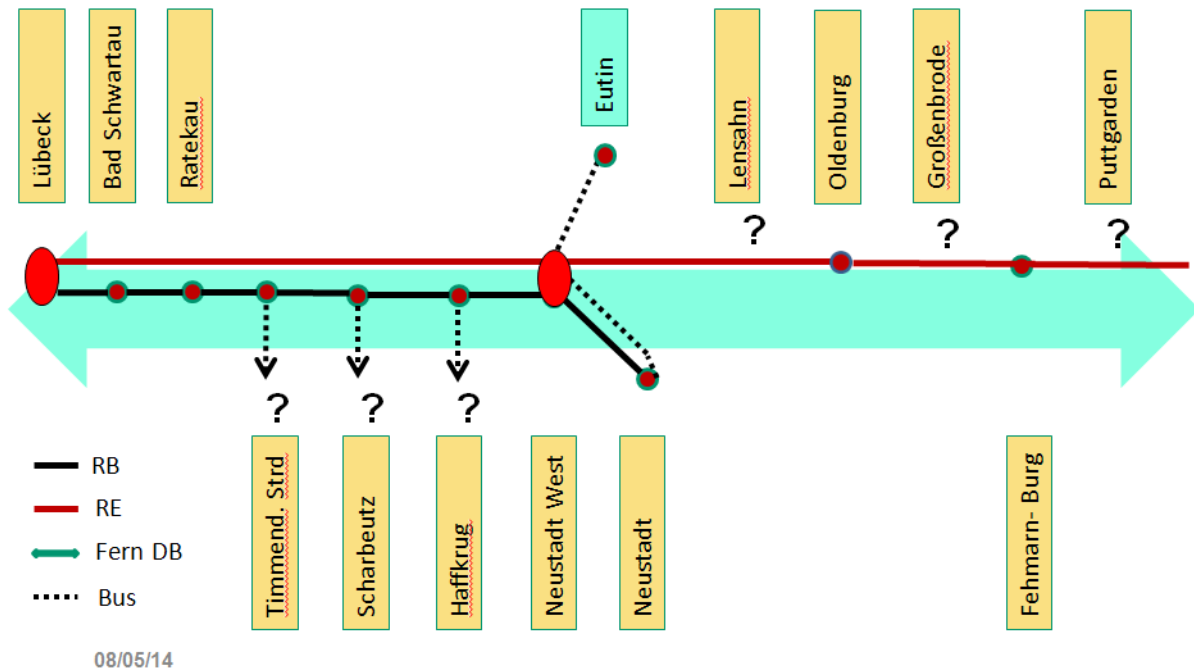 Lübeck
Bad Schwartau
Ratekau
Eutin
Lensahn
Oldenburg
Großenbrode
Puttgarden
?
?
?
?
?
?
Timmend. Strd
Scharbeutz
Haffkrug
Neustadt West
Neustadt
Fehmarn- Burg
RB
RE
Fern DB
Bus
08/05/14